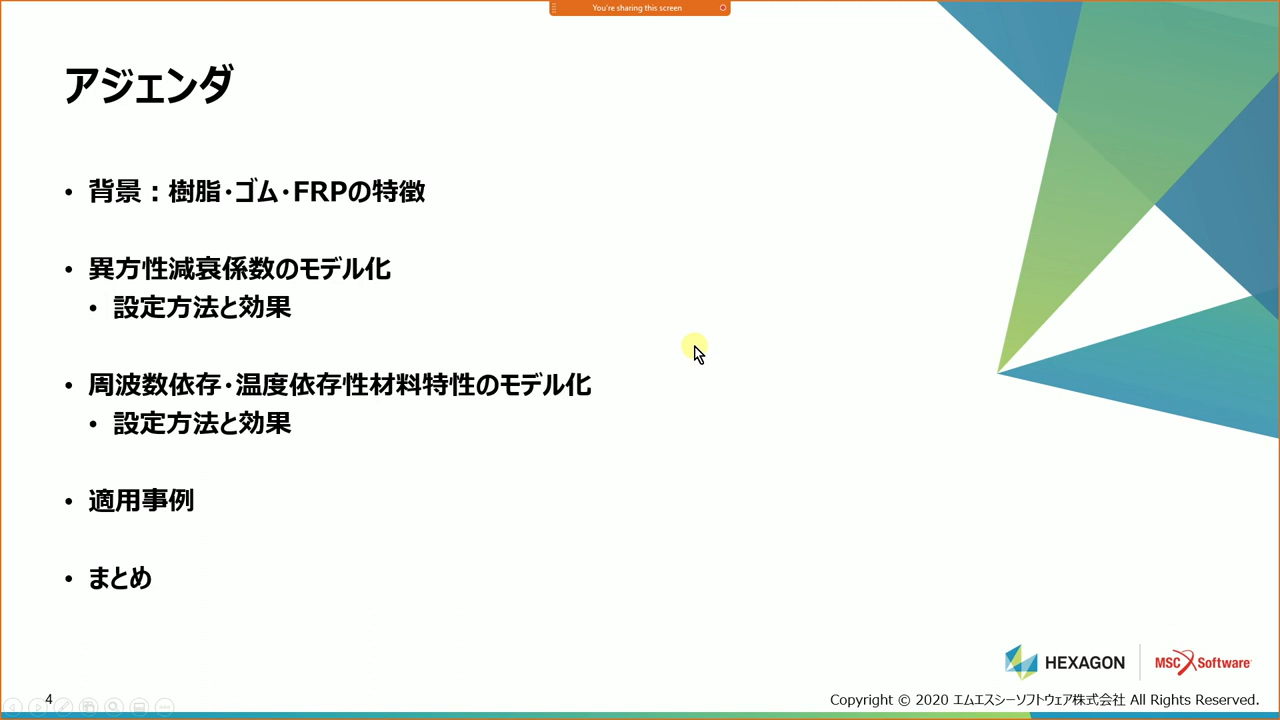 You're sharing this screen
アジェンダ
• 背景：樹脂･ゴム･FRPの特徴
• 異方性減衰係数のモデル化
• 設定方法と効果
• 周波数依存･温度依存性材料特性のモデル化
• 設定方法と効果
• 適用事例
• まとめ
HEXAGON
MSC Software
4
Copyright © 2020 エムエスシーソフトウェア株式会社 All Rights Reserved.